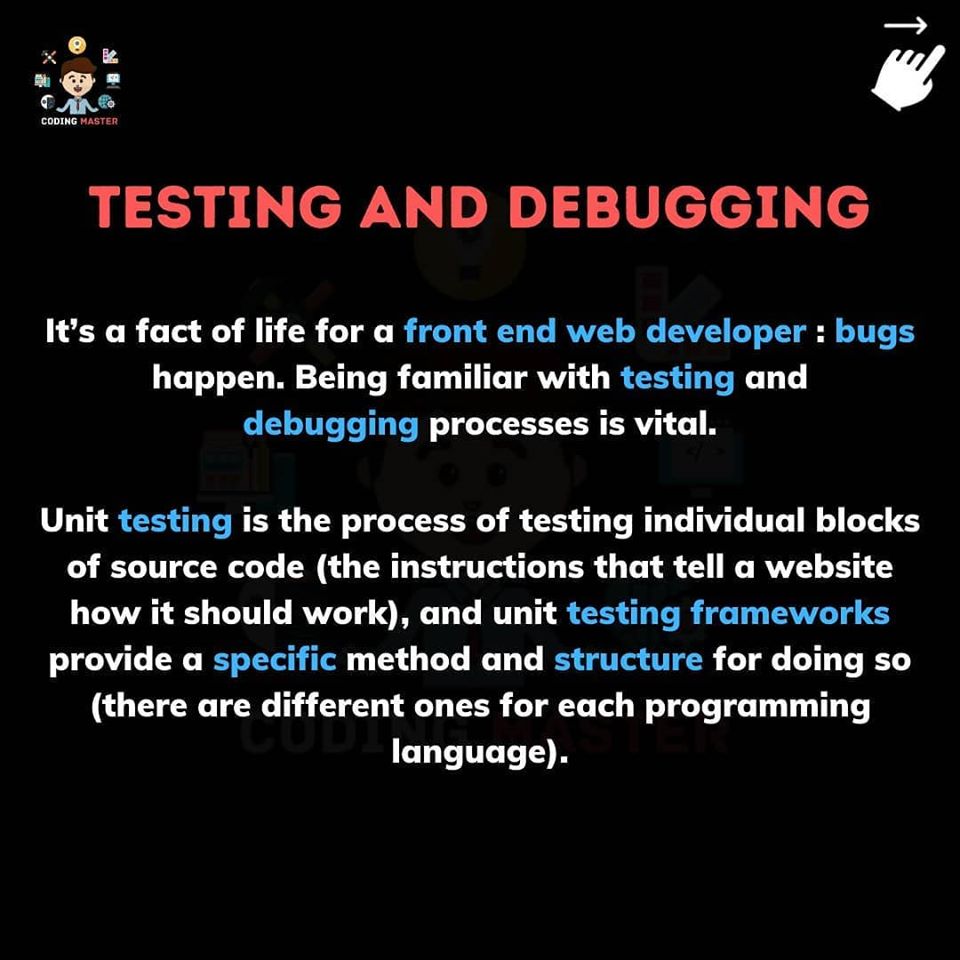 CODING MASTER
TESTING AND DEBUGGING
It’s a fact of life for a front end web developer : bugs
happen. Being familiar with testing and
debugging processes is vital.
Unit testing is the process of testing individual blocks
of source code (the instructions that tell a website
how it should work), and unit testing frameworks
provide a specific method and structure for doing so
(there are different ones for each programming
language).
CODING MASTER